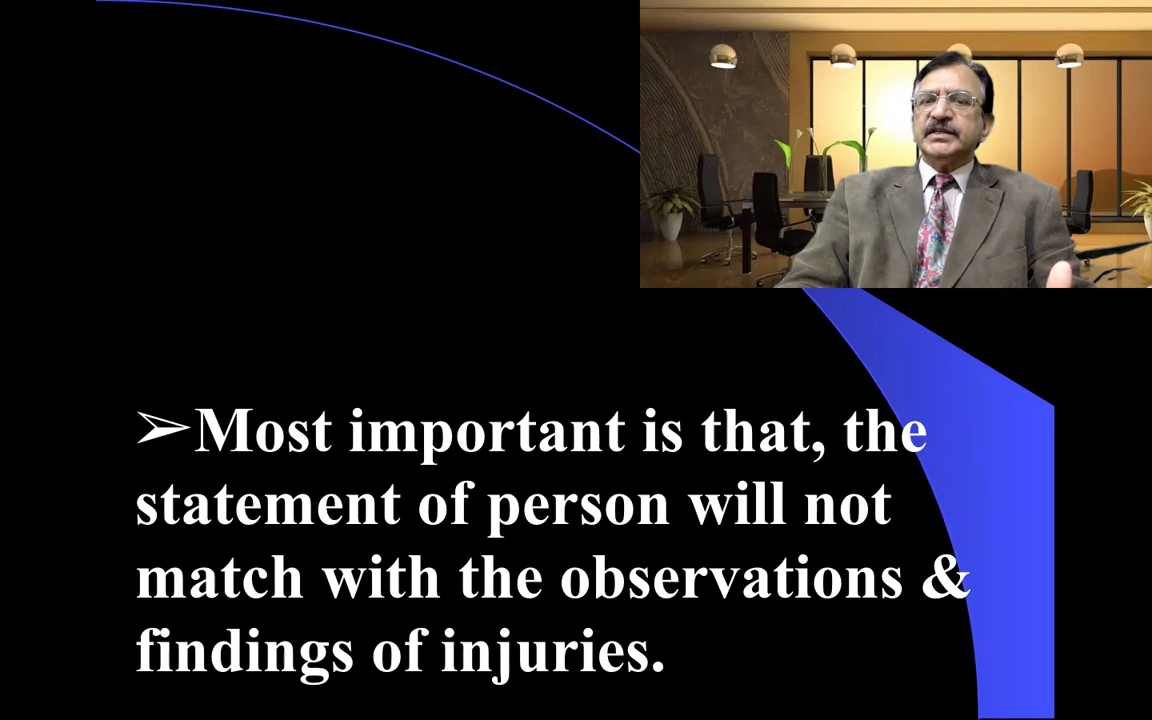 ➢Most important is that, the
statement of person will not
match with the observations &
findings of injuries.